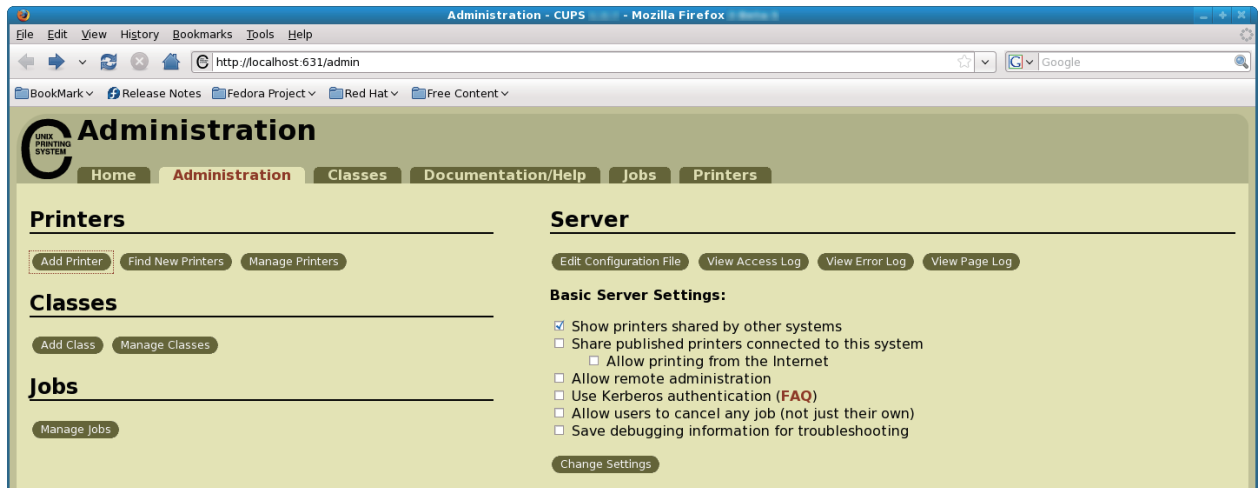 Administration - CUPS - Mozilla Firefox
File Edit View History Bookmarks Tools Help
http://localhost:631/admin
G Google
BookMark Release Notes Fedora Project Red Hat Free Content
UNIX
PRINTING
SYSTEM
Administration
Home Administration Classes Documentation/Help Jobs Printers
Printers
Add Printer Find New Printers Manage Printers
Classes
Add Class Manage Classes
Jobs
Manage Jobs
Server
Edit Configuration File View Access Log View Error Log View Page Log
Basic Server Settings:
Show printers shared by other systems
Share published printers connected to this system
Allow printing from the Internet
Allow remote administration
Use Kerberos authentication (FAQ)
Allow users to cancel any job (not just their own)
Save debugging information for troubleshooting
Change Settings